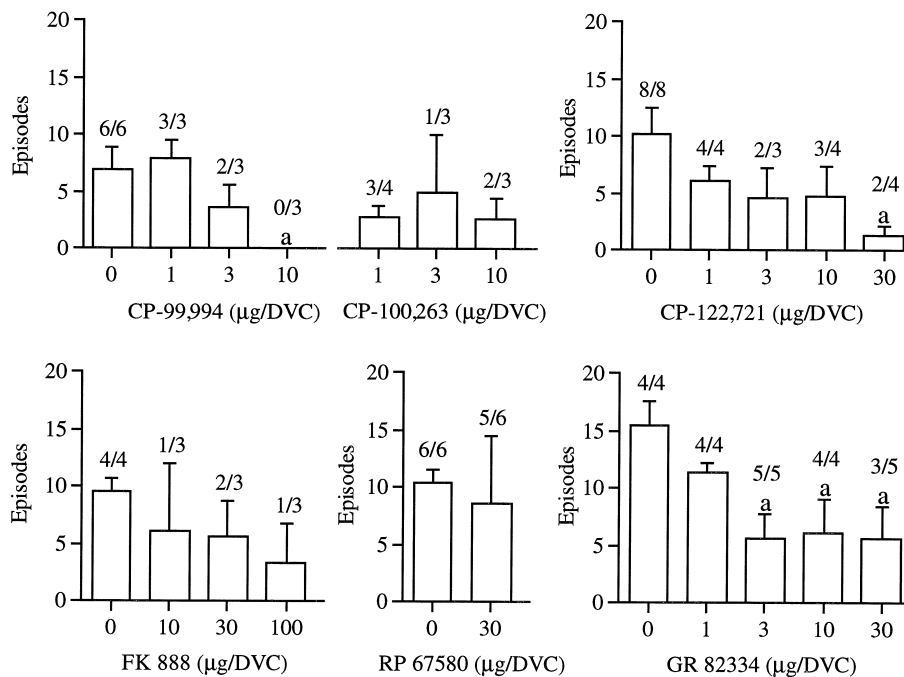 20
15
10
5
0
Episodes
6/6
3/3
2/3
0/3
a
0 1 3 10
CP-99,994 (μg/DVC)
3/4
1/3
2/3
1 3 10
CP-100,263 (μg/DVC)
20
15
10
5
0
Episodes
8/8
4/4
2/3
3/4
2/4
a
0 1 3 10 30
CP-122,721 (μg/DVC)
20
15
10
5
0
Episodes
4/4
1/3
2/3
1/3
0 10 30 100
FK 888 (μg/DVC)
20
15
10
5
0
Episodes
6/6
5/6
0 30
RP 67580 (μg/DVC)
20
15
10
5
0
Episodes
4/4
4/4
5/5
a
4/4
a
3/5
a
0 1 3 10 30
GR 82334 (μg/DVC)